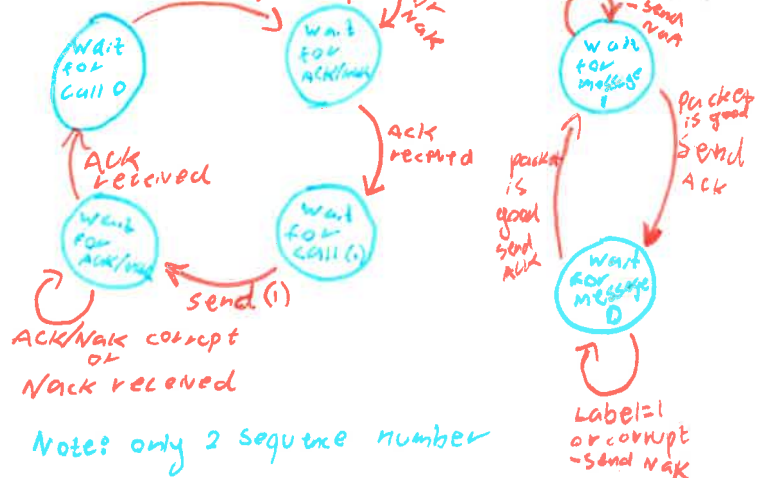 Nak
- send
Nak
wait
for
call 0
wait
for
ACK/Nak
wait
for
message
1
Ack
received
Packet
is good
Send
ACK
ACK
received
packet
is
good
send
ACK
wait
for
ACK/Nak
wait
for
call(1)
send (1)
wait
for
message
0
ACK/Nak corrupt
or
Nack received
Label=1
or corrupt
- send Nak
Note: only 2 sequence number